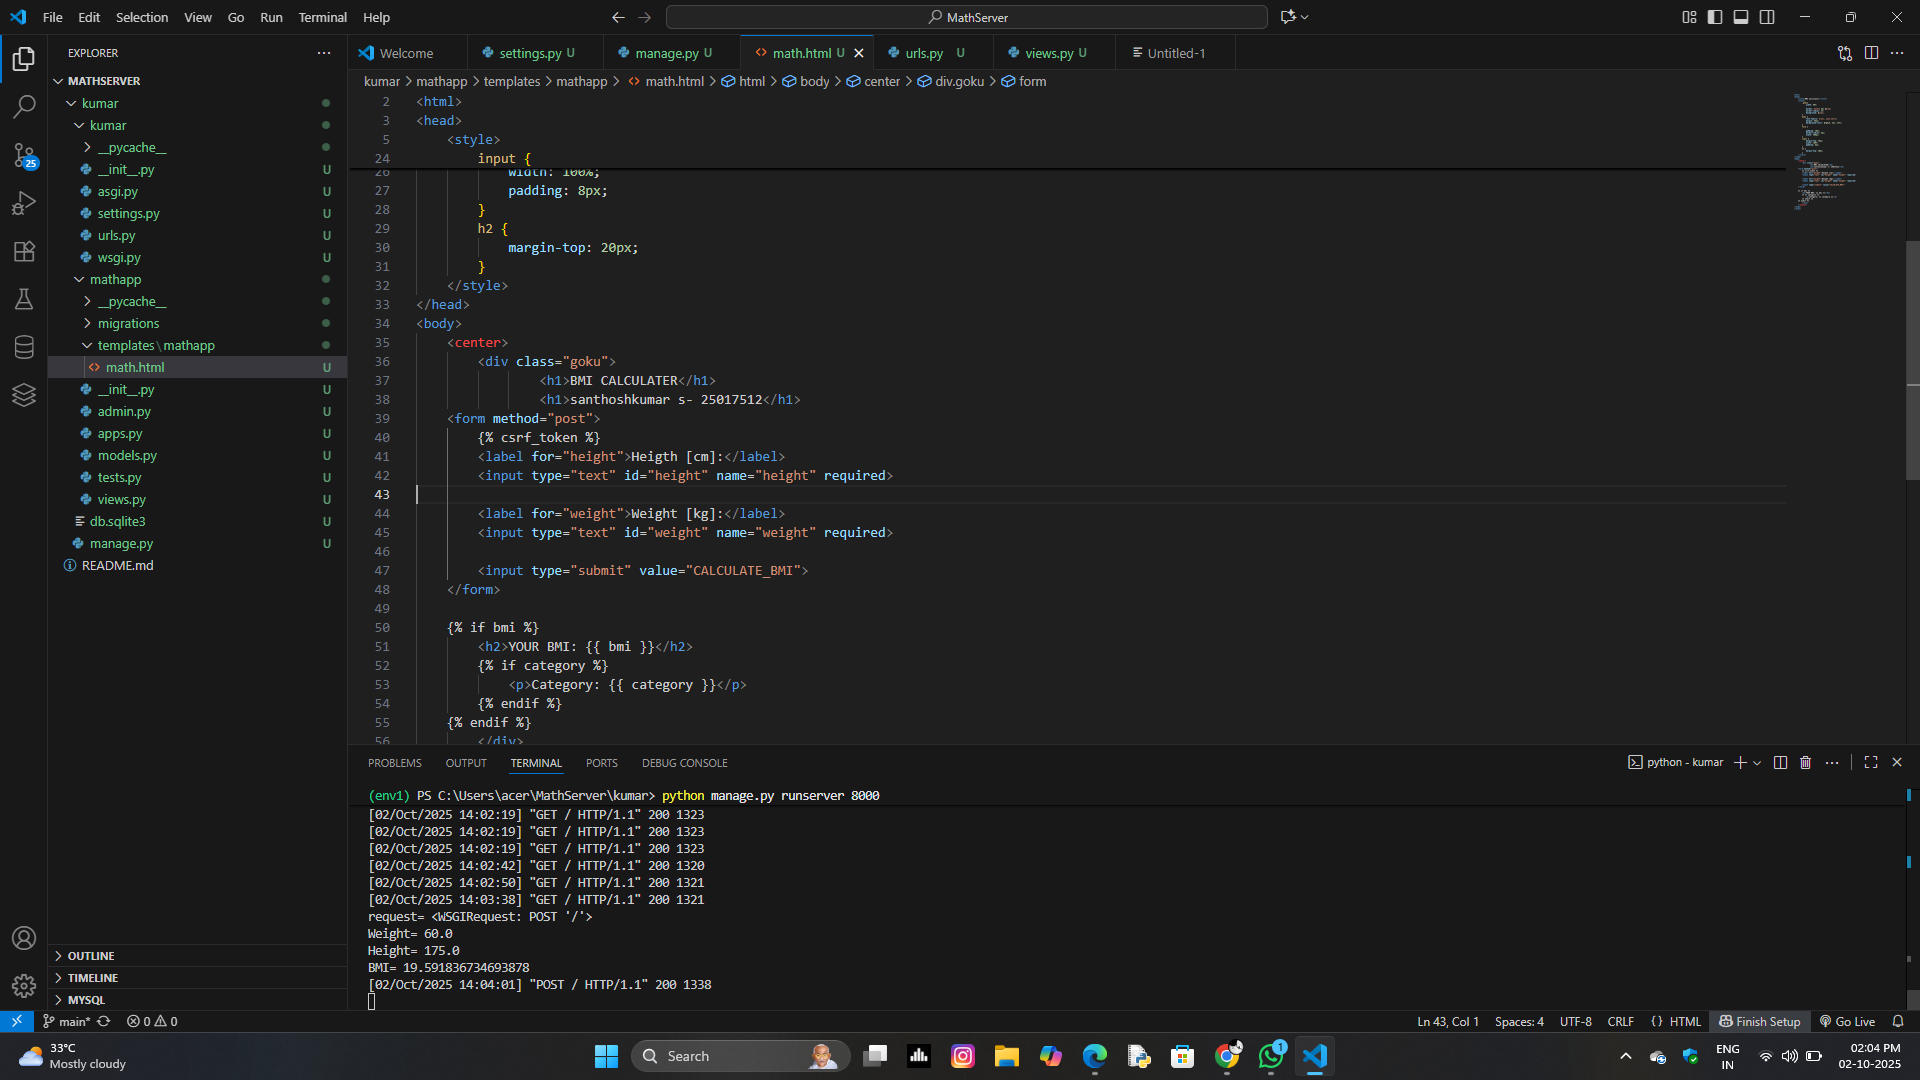 File Edit Selection View Go Run Terminal Help
MathServer
EXPLORER
MATHSERVER
kumar
kumar
__pycache__
__init__.py U
asgi.py U
settings.py U
urls.py U
wsgi.py U
mathapp
__pycache__
migrations
templates\mathapp
math.html U
__init__.py U
admin.py U
apps.py U
models.py U
tests.py U
views.py U
db.sqlite3 U
manage.py U
README.md
OUTLINE
TIMELINE
MYSQL
25
Welcome settings.py U manage.py U math.html U urls.py U views.py U Untitled-1
kumar > mathapp > templates > mathapp > math.html > html > body > center > div.goku > form
2 <html>
3 <head>
5 <style>
24 input {
26 width: 100%;
27 padding: 8px;
28 }
29 h2 {
30 margin-top: 20px;
31 }
32 </style>
33 </head>
34 <body>
35 <center>
36 <div class="goku">
37 <h1>BMI CALCULATER</h1>
38 <h1>santhoshkumar s- 25017512</h1>
39 <form method="post">
40 {% csrf_token %}
41 <label for="height">Heigth [cm]:</label>
42 <input type="text" id="height" name="height" required>
43
44 <label for="weight">Weight [kg]:</label>
45 <input type="text" id="weight" name="weight" required>
46
47 <input type="submit" value="CALCULATE_BMI">
48 </form>
49
50 {% if bmi %}
51 <h2>YOUR BMI: {{ bmi }}</h2>
52 {% if category %}
53 <p>Category: {{ category }}</p>
54 {% endif %}
55 {% endif %}
56 </div>
PROBLEMS OUTPUT TERMINAL PORTS DEBUG CONSOLE
python - kumar
(env1) PS C:\Users\acer\MathServer\kumar> python manage.py runserver 8000
[02/Oct/2025 14:02:19] "GET / HTTP/1.1" 200 1323
[02/Oct/2025 14:02:19] "GET / HTTP/1.1" 200 1323
[02/Oct/2025 14:02:19] "GET / HTTP/1.1" 200 1323
[02/Oct/2025 14:02:42] "GET / HTTP/1.1" 200 1320
[02/Oct/2025 14:02:50] "GET / HTTP/1.1" 200 1321
[02/Oct/2025 14:03:38] "GET / HTTP/1.1" 200 1321
request= <WSGIRequest: POST '/'>
Weight= 60.0
Height= 175.0
BMI= 19.591836734693878
[02/Oct/2025 14:04:01] "POST / HTTP/1.1" 200 1338
main* 0 0
Ln 43, Col 1 Spaces: 4 UTF-8 CRLF {} HTML Finish Setup Go Live
33°C
Mostly cloudy
Search
1
ENG
IN
02:04 PM
02-10-2025